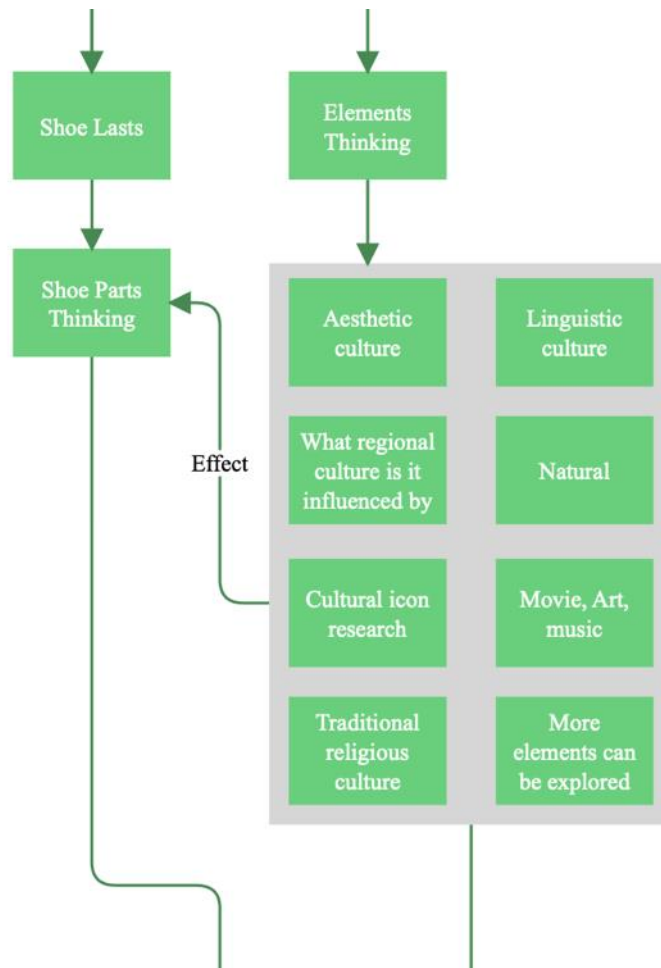 Shoe Lasts
Elements
Thinking
Shoe Parts
Thinking
Effect
Aesthetic
culture
Linguistic
culture
What regional
culture is it
influenced by
Natural
Cultural icon
research
Movie, Art,
music
Traditional
religious
culture
More
elements can
be explored